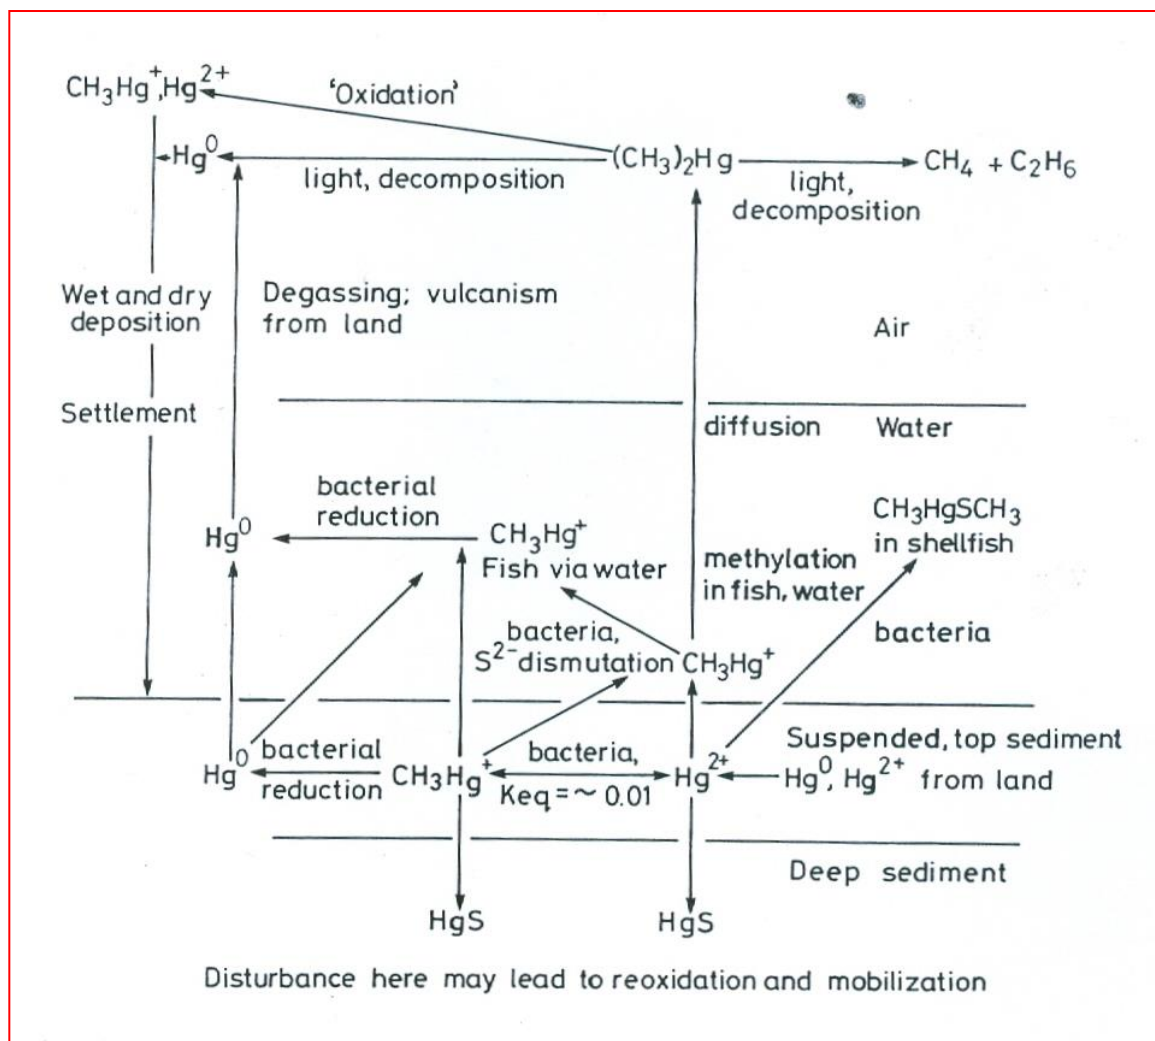 CH₃Hg⁺,Hg²⁺
'Oxidation'
Hg⁰
(CH₃)₂Hg
CH₄ + C₂H₆
light, decomposition
light,
decomposition
Wet and dry
deposition
Degassing; vulcanism
from land
Air
Settlement
diffusion
Water
bacterial
reduction
Hg⁰
CH₃Hg⁺
Fish via water
CH₃HgSCH₃
in shellfish
methylation
in fish, water
bacteria
bacteria,
S²⁻dismutation
CH₃Hg⁺
Suspended, top sediment
Hg⁰
bacterial
reduction
CH₃Hg⁺
bacteria,
Keq = ~ 0.01
Hg²⁺
Hg⁰, Hg²⁺ from land
Deep sediment
HgS
HgS
Disturbance here may lead to reoxidation and mobilization